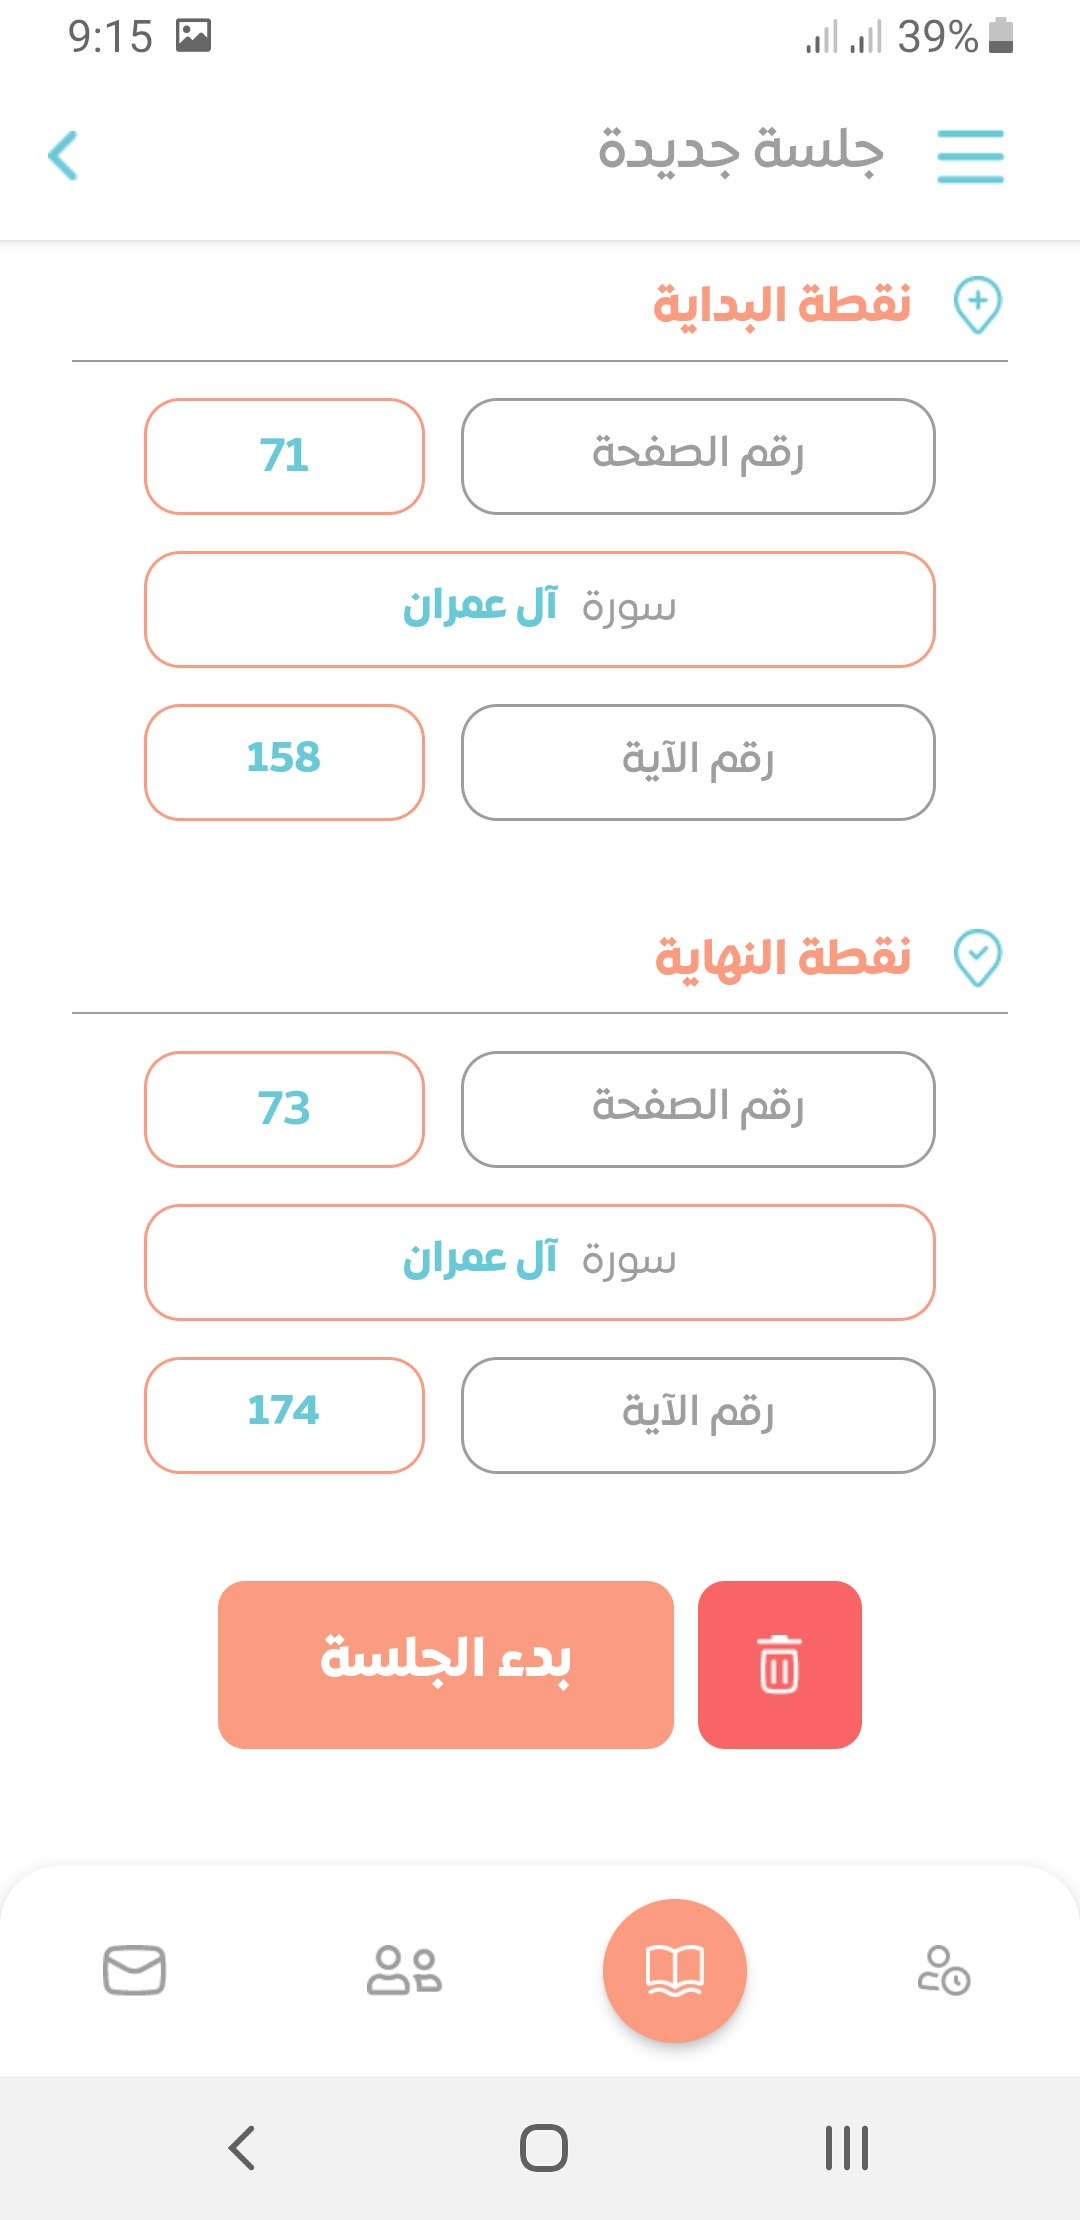 9:15 39%
جلسة جديدة
نقطة البداية
رقم الصفحة 71
سورة آل عمران
رقم الآية 158
نقطة النهاية
رقم الصفحة 73
سورة آل عمران
رقم الآية 174
بدء الجلسة